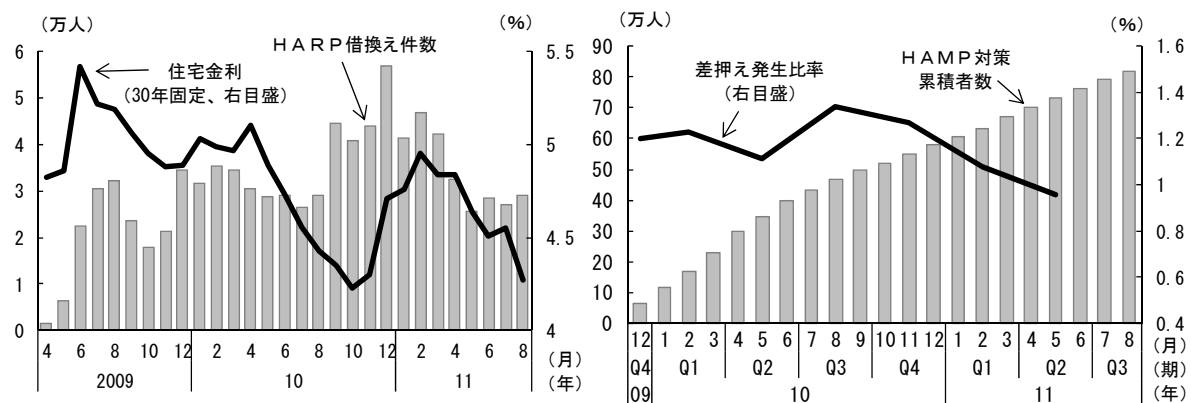 （万人）
（％）
ＨＡＲＰ借換え件数
住宅金利
（30年固定、右目盛）
6
5
4
3
2
1
0
5.5
5
4.5
4
4 6 8 10 12 2 4 6 8 10 12 2 4 6 8 （月）
2009 10 11 （年）
（万人）
（％）
ＨＡＭＰ対策
累積者数
差押え発生比率
（右目盛）
90
80
70
60
50
40
30
20
10
0
1.6
1.4
1.2
1
0.8
0.6
0.4
12 1 2 3 4 5 6 7 8 9 10 11 12 1 2 3 4 5 6 7 8 （月）
Q4 Q1 Q2 Q3 Q4 Q1 Q2 Q3 （期）
09 10 11 （年）